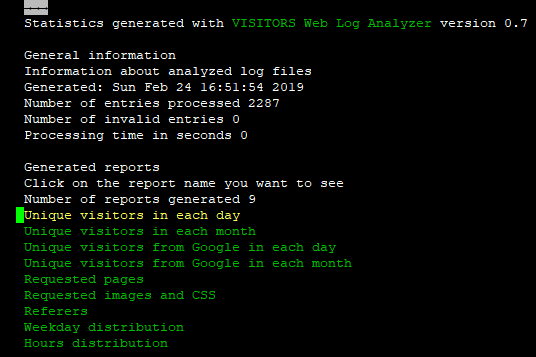 Statistics generated with VISITORS Web Log Analyzer version 0.7
General information
Information about analyzed log files
Generated: Sun Feb 24 16:51:54 2019
Number of entries processed 2287
Number of invalid entries 0
Processing time in seconds 0
Generated reports
Click on the report name you want to see
Number of reports generated 9
Unique visitors in each day
Unique visitors in each month
Unique visitors from Google in each day
Unique visitors from Google in each month
Requested pages
Requested images and CSS
Referers
Weekday distribution
Hours distribution